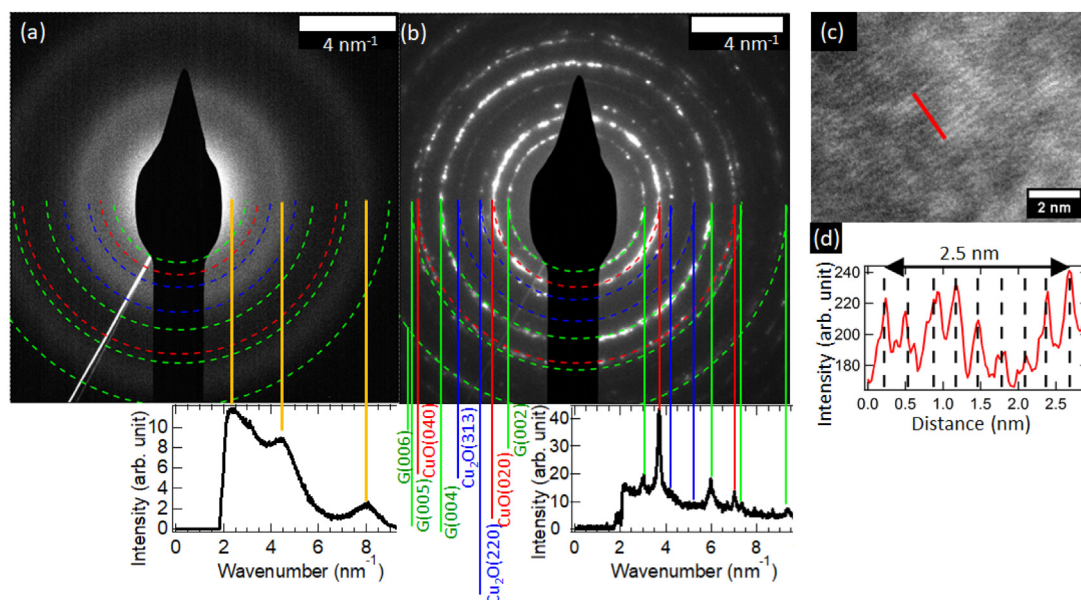 (a)
4 nm-1
(b)
4 nm-1
(c)
2 nm
(d)
2.5 nm
Intensity (arb. unit)
240
220
200
180
0.0 0.5 1.0 1.5 2.0 2.5
Distance (nm)
Intensity (arb. unit)
10
8
6
4
2
0
0 2 4 6 8
Wavenumber (nm-1)
G(006)
G(005)
CuO(040)
G(004)
Cu2O(313)
Cu2O(220)
CuO(020)
G(002)
Intensity (arb. unit)
40
30
20
10
0
0 2 4 6 8
Wavenumber (nm-1)